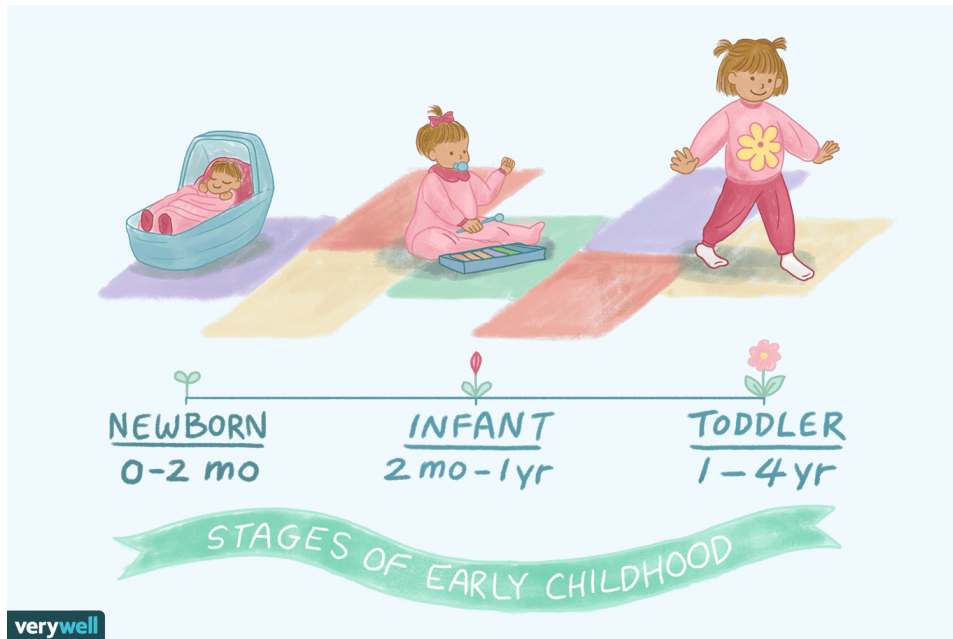 NEWBORN
0-2 mo
INFANT
2 mo - 1 yr
TODDLER
1 - 4 yr
STAGES OF EARLY CHILDHOOD
verywell